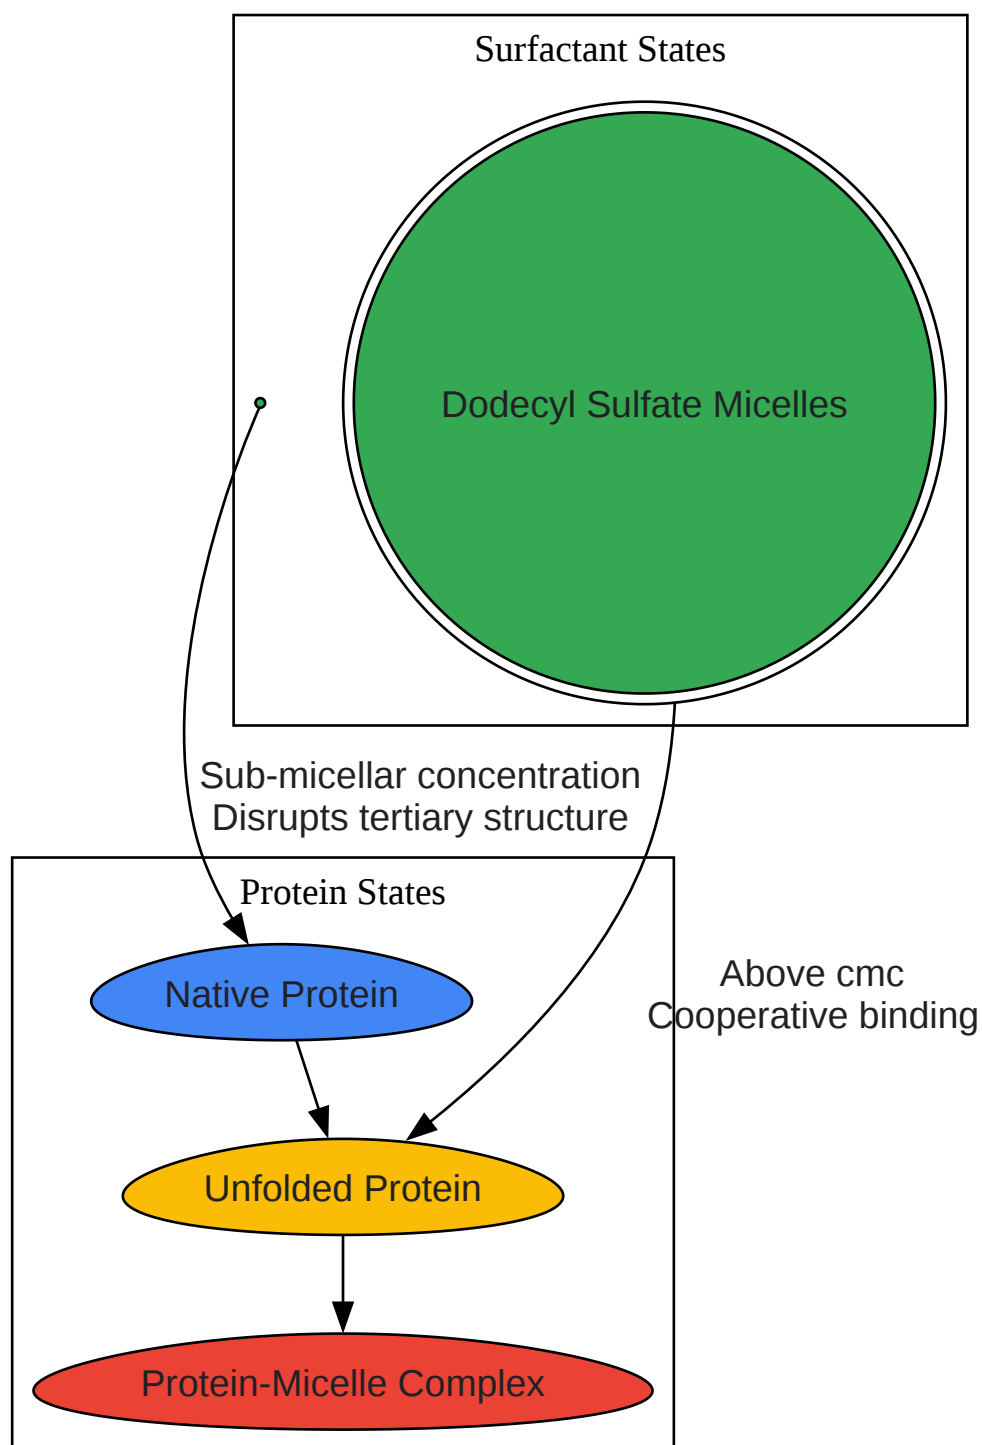 Surfactant States
Dodecyl Sulfate Micelles
Sub-micellar concentration
Disrupts tertiary structure
Protein States
Above cmc
Cooperative binding
Native Protein
Unfolded Protein
Protein-Micelle Complex